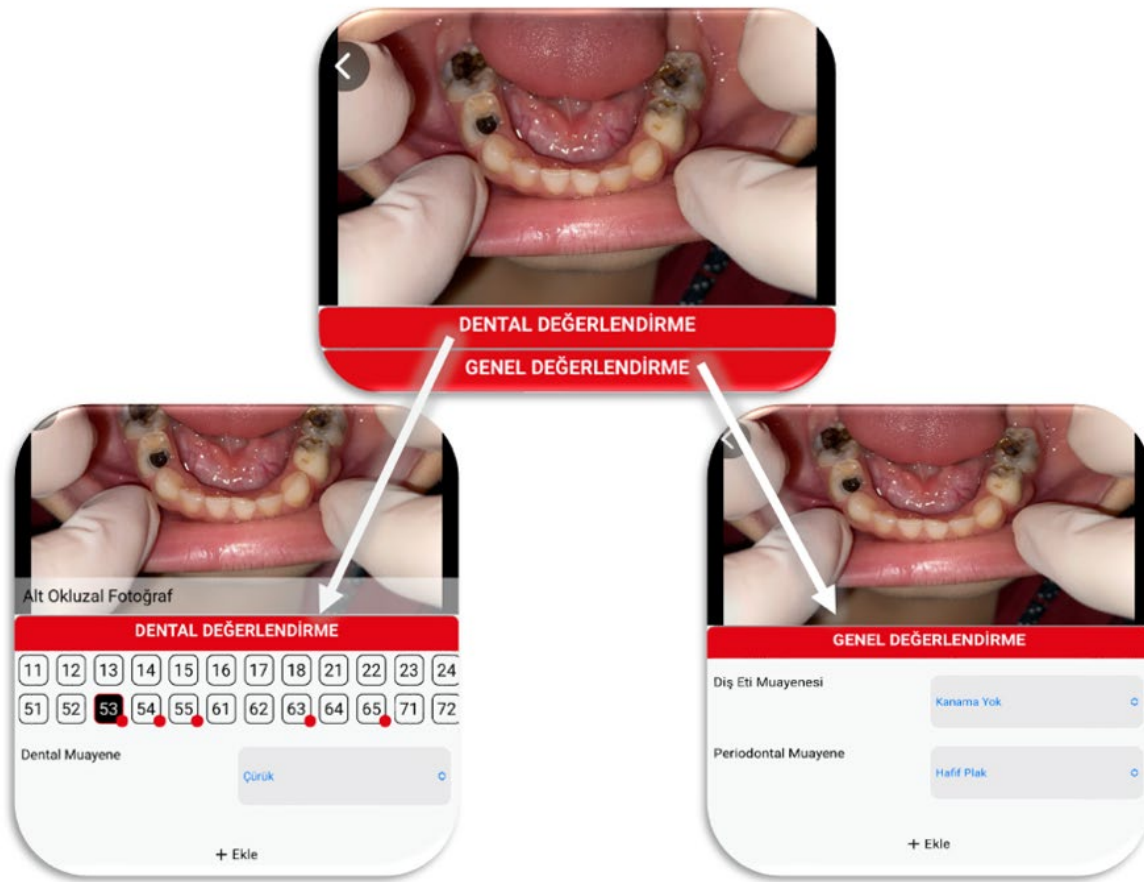 DENTAL DEĞERLENDİRME
GENEL DEĞERLENDİRME
Alt Okluzal Fotoğraf
DENTAL DEĞERLENDİRME
11 12 13 14 15 16 17 18 21 22 23 24
51 52 53 54 55 61 62 63 64 65 71 72
Dental Muayene
Çürük
+ Ekle
GENEL DEĞERLENDİRME
Diş Eti Muayenesi
Kanama Yok
Periodontal Muayene
Hafif Plak
+ Ekle